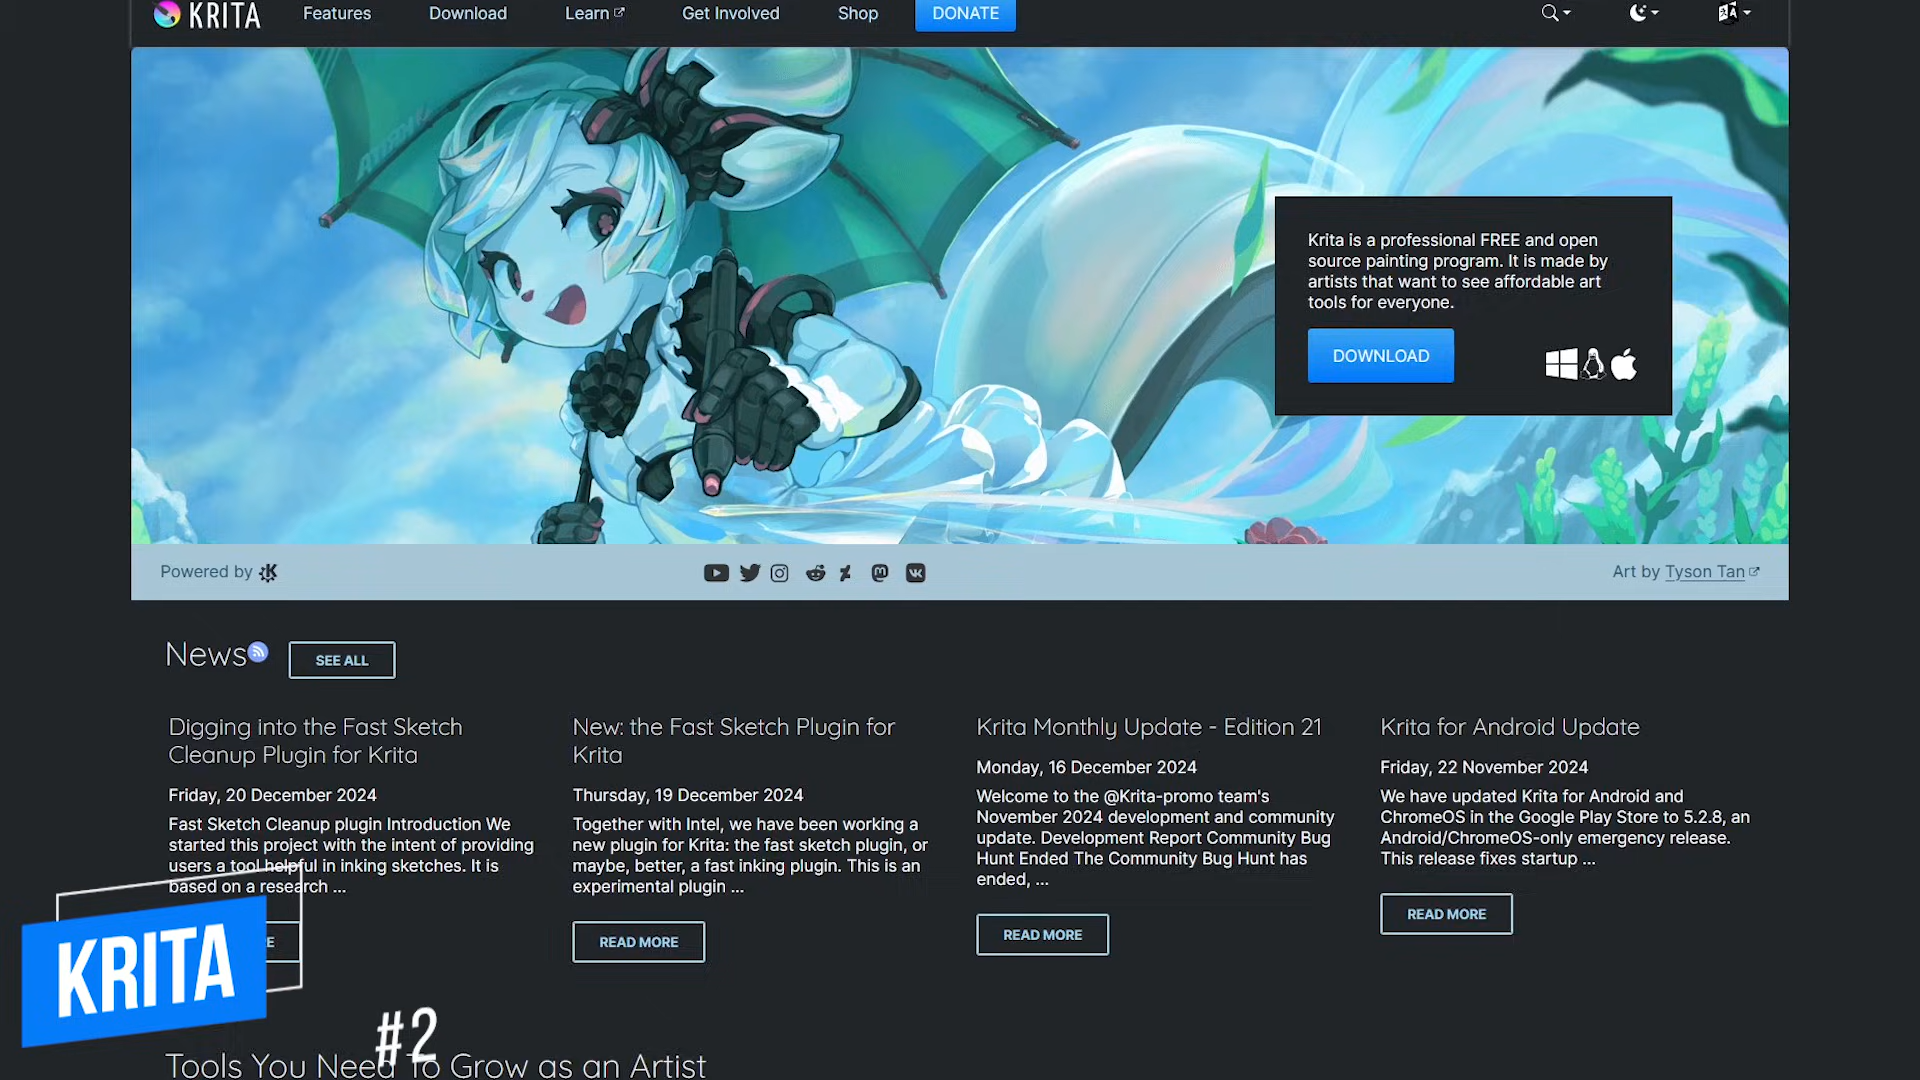 KRITA
Features
Download
Learn
Get Involved
Shop
DONATE
Krita is a professional FREE and open
source painting program. It is made by
artists that want to see affordable art
tools for everyone.
DOWNLOAD
Powered by
Art by Tyson Tan
News
SEE ALL
Digging into the Fast Sketch
Cleanup Plugin for Krita
Friday, 20 December 2024
Fast Sketch Cleanup plugin Introduction We
started this project with the intent of providing
users a tool helpful in inking sketches. It is
based on a research ...
New: the Fast Sketch Plugin for
Krita
Thursday, 19 December 2024
Together with Intel, we have been working a
new plugin for Krita: the fast sketch plugin, or
maybe, better, a fast inking plugin. This is an
experimental plugin ...
READ MORE
Krita Monthly Update - Edition 21
Monday, 16 December 2024
Welcome to the @Krita-promo team's
November 2024 development and community
update. Development Report Community Bug
Hunt Ended The Community Bug Hunt has
ended, ...
READ MORE
Krita for Android Update
Friday, 22 November 2024
We have updated Krita for Android and
ChromeOS in the Google Play Store to 5.2.8, an
Android/ChromeOS-only emergency release.
This release fixes startup ...
READ MORE
KRITA
#2
Tools You Need To Grow as an Artist